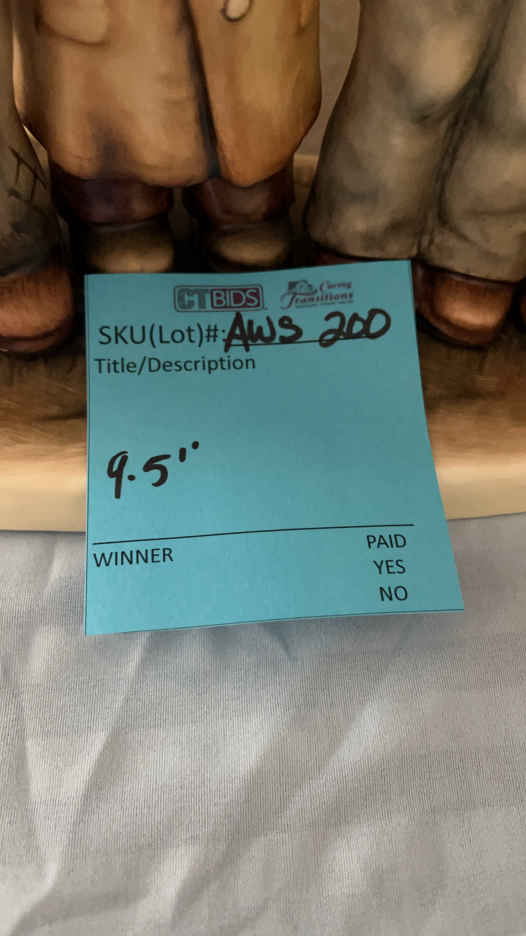 CTBIDS Caring Transitions
SKU(Lot)#: AWS 200
Title/Description
9.5"
WINNER PAID
YES
NO